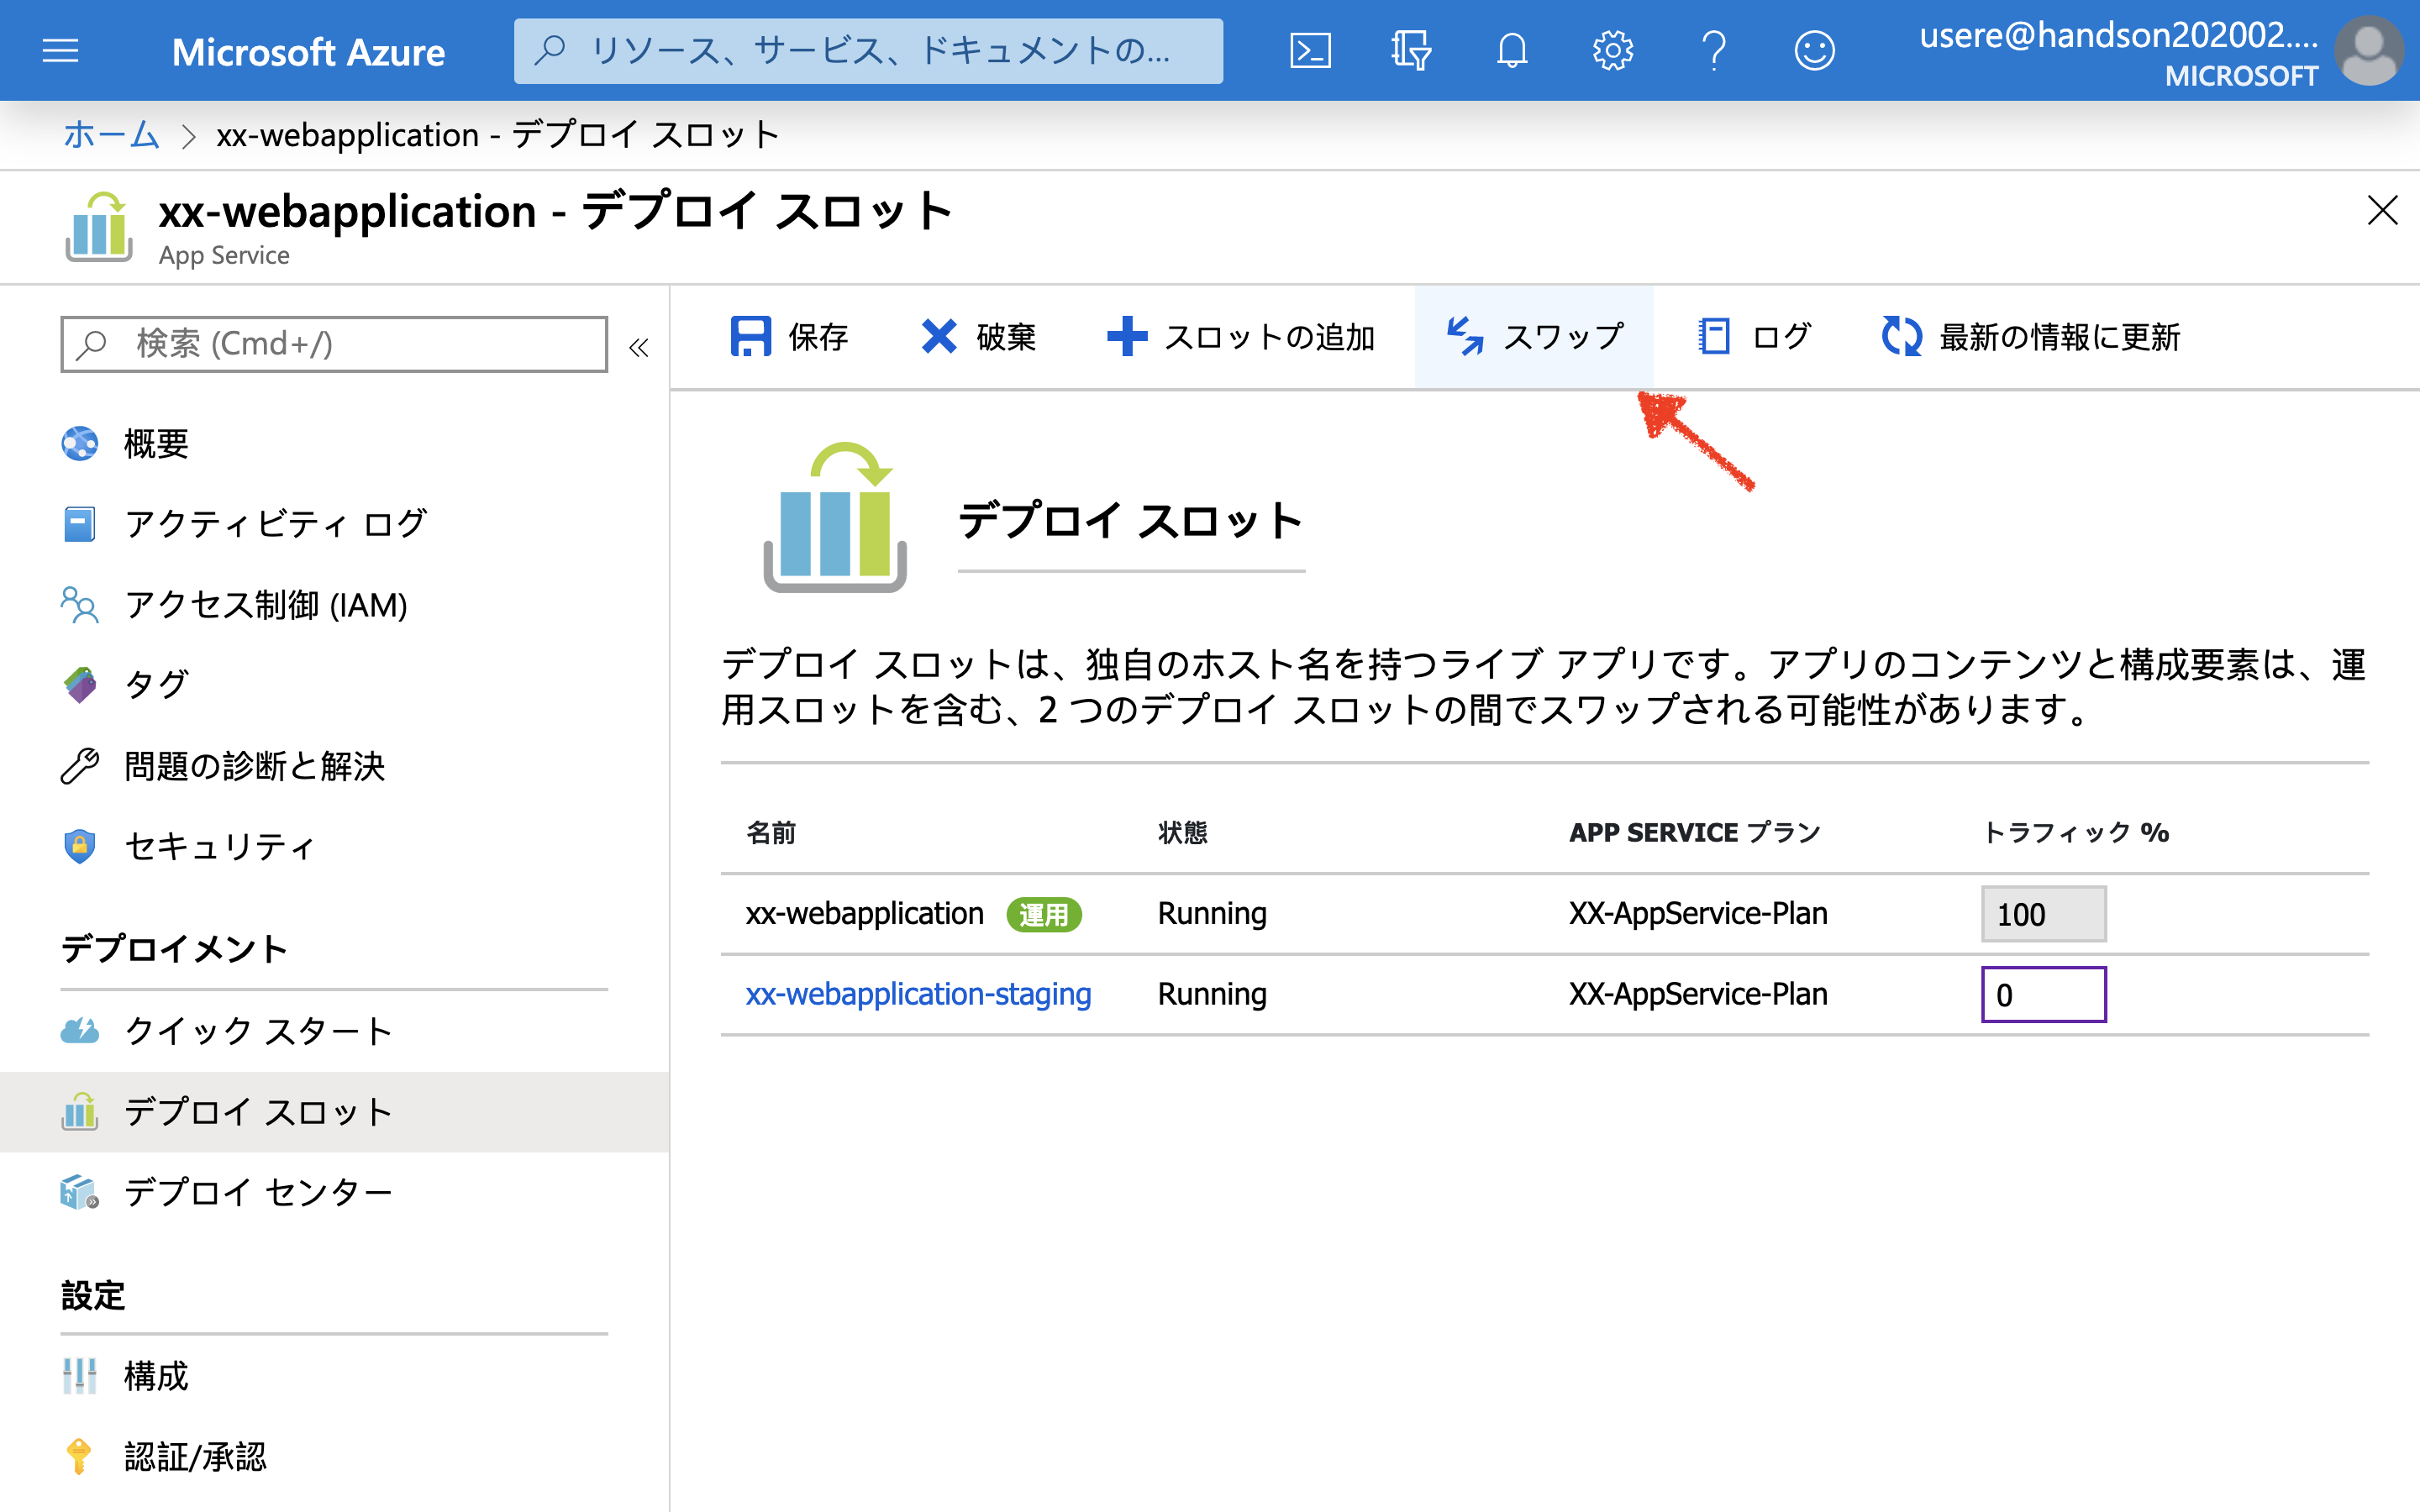 Microsoft Azure
リソース、サービス、ドキュメントの...
usere@handson202002....
MICROSOFT
ホーム > xx-webapplication - デプロイ スロット
xx-webapplication - デプロイ スロット
App Service
検索 (Cmd+/)
概要
アクティビティ ログ
アクセス制御 (IAM)
タグ
問題の診断と解決
セキュリティ
デプロイメント
クイック スタート
デプロイ スロット
デプロイ センター
設定
構成
認証/承認
保存 破棄 スロットの追加 スワップ ログ 最新の情報に更新
デプロイ スロット
デプロイ スロットは、独自のホスト名を持つライブ アプリです。アプリのコンテンツと構成要素は、運
用スロットを含む、2 つのデプロイ スロットの間でスワップされる可能性があります。
名前 状態 APP SERVICE プラン トラフィック %
xx-webapplication 運用 Running XX-AppService-Plan 100
xx-webapplication-staging Running XX-AppService-Plan 0